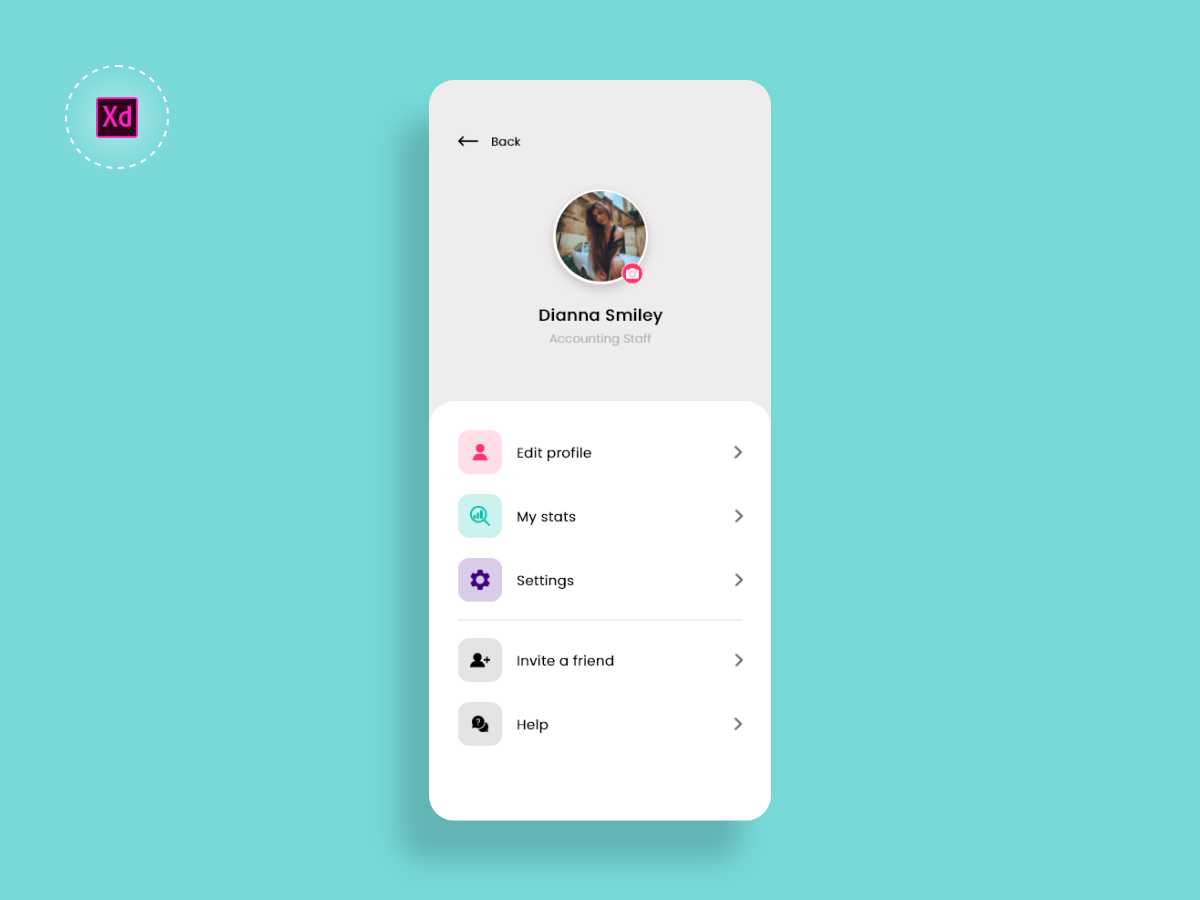 Xd
Back
Dianna Smiley
Accounting Staff
Edit profile
My stats
Settings
Invite a friend
Help